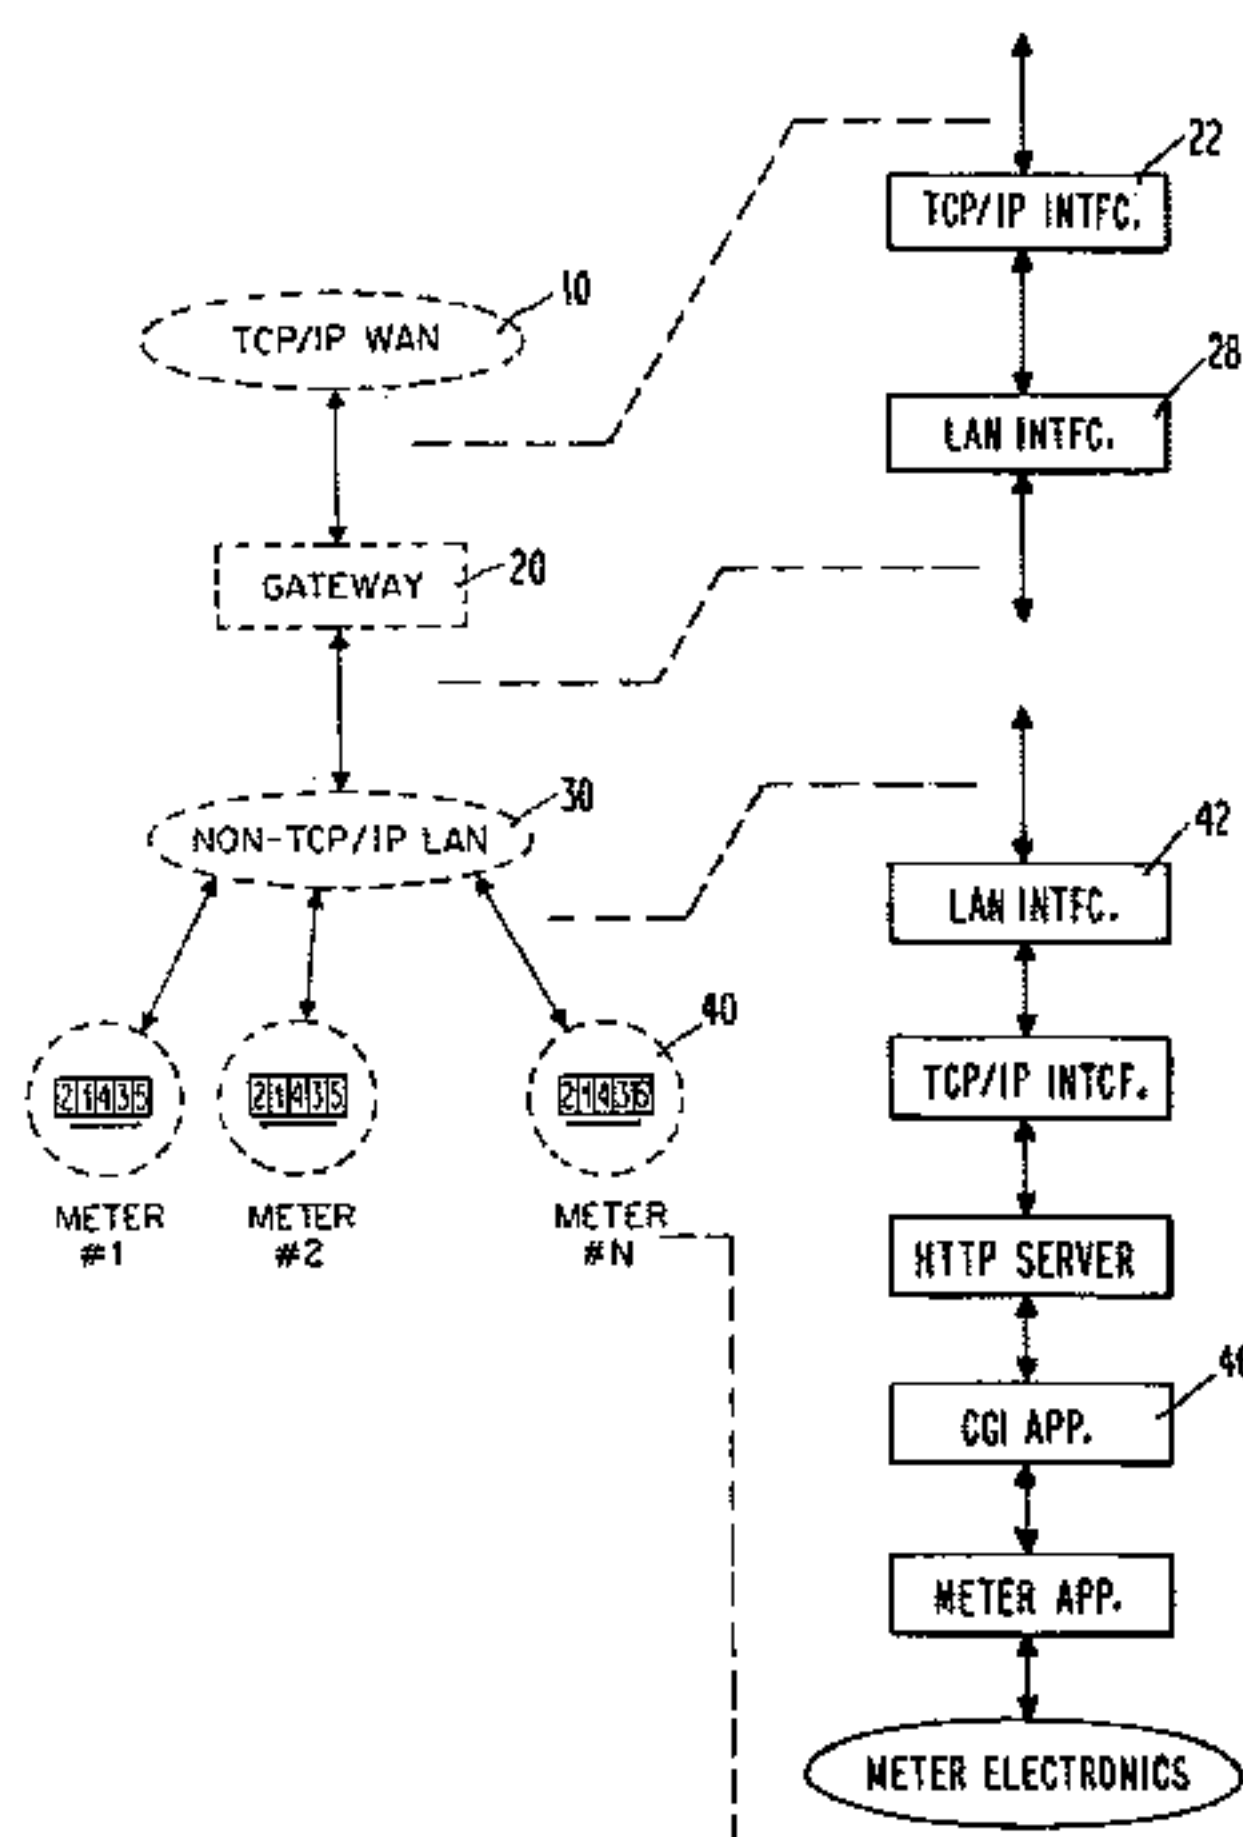 22
TCP/IP INTFC.
10
TCP/IP WAN
28
LAN INTFC.
GATEWAY
20
30
NON-TCP/IP LAN
42
LAN INTFC.
40
21435
21435
TCP/IP INTCF.
METER
#1
METER
#2
METER
#N
HTTP SERVER
CGI APP.
METER APP.
METER ELECTRONICS